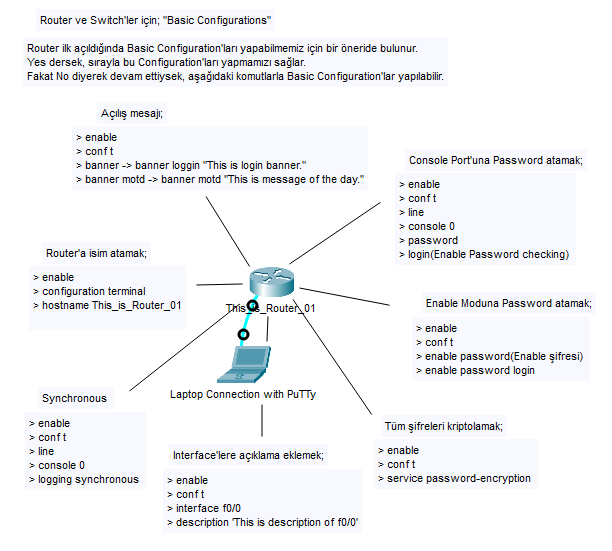 Router ve Switch'ler için; "Basic Configurations"
Router ilk açıldığında Basic Configuration'ları yapabilmemiz için bir öneride bulunur.
Yes dersek, sırayla bu Configuration'ları yapmamızı sağlar.
Fakat No diyerek devam ettiysek, aşağıdaki komutlarla Basic Configuration'lar yapılabilir.
Açılış mesajı;
> enable
> conf t
> banner -> banner loggin "This is login banner."
> banner motd -> banner motd "This is message of the day."
Console Port'una Password atamak;
> enable
> conf t
> line
> console 0
> password
> login(Enable Password checking)
Router'a isim atamak;
> enable
> configuration terminal
> hostname This_is_Router_01
This_is_Router_01
Enable Moduna Password atamak;
> enable
> conf t
> enable password(Enable şifresi)
> enable password login
Laptop Connection with PuTTy
Synchronous
> enable
> conf t
> line
> console 0
> logging synchronous
Tüm şifreleri kriptolamak;
> enable
> conf t
> service password-encryption
Interface'lere açıklama eklemek;
> enable
> conf t
> interface f0/0
> description 'This is description of f0/0'